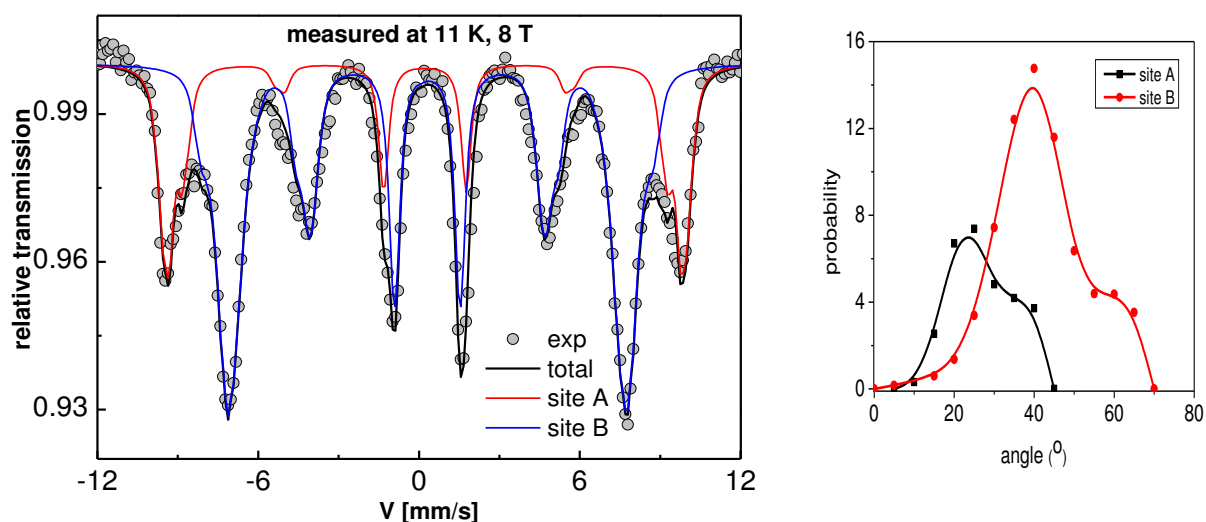 measured at 11 K, 8 T
relative transmission
0.99
0.96
0.93
exp
total
site A
site B
-12
-6
0
6
12
V [mm/s]
probability
16
12
8
4
0
site A
site B
0
20
40
60
80
angle (⁰)